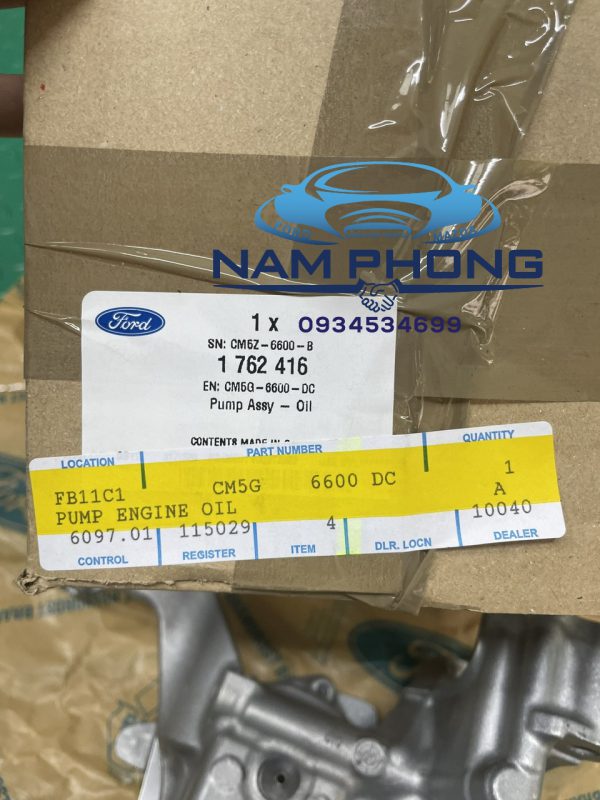 NAM PHONG
0934534699
Ford
1 x
SN: CM5Z-6600-B
1 762 416
EN: CM5G-6600-DC
Pump Assy - Oil
CONTENTS MADE IN
LOCATION PART NUMBER QUANTITY
FB11C1 CM5G 6600 DC 1
PUMP ENGINE OIL A
6097.01 115029 4 10040
CONTROL REGISTER ITEM DLR. LOCN DEALER